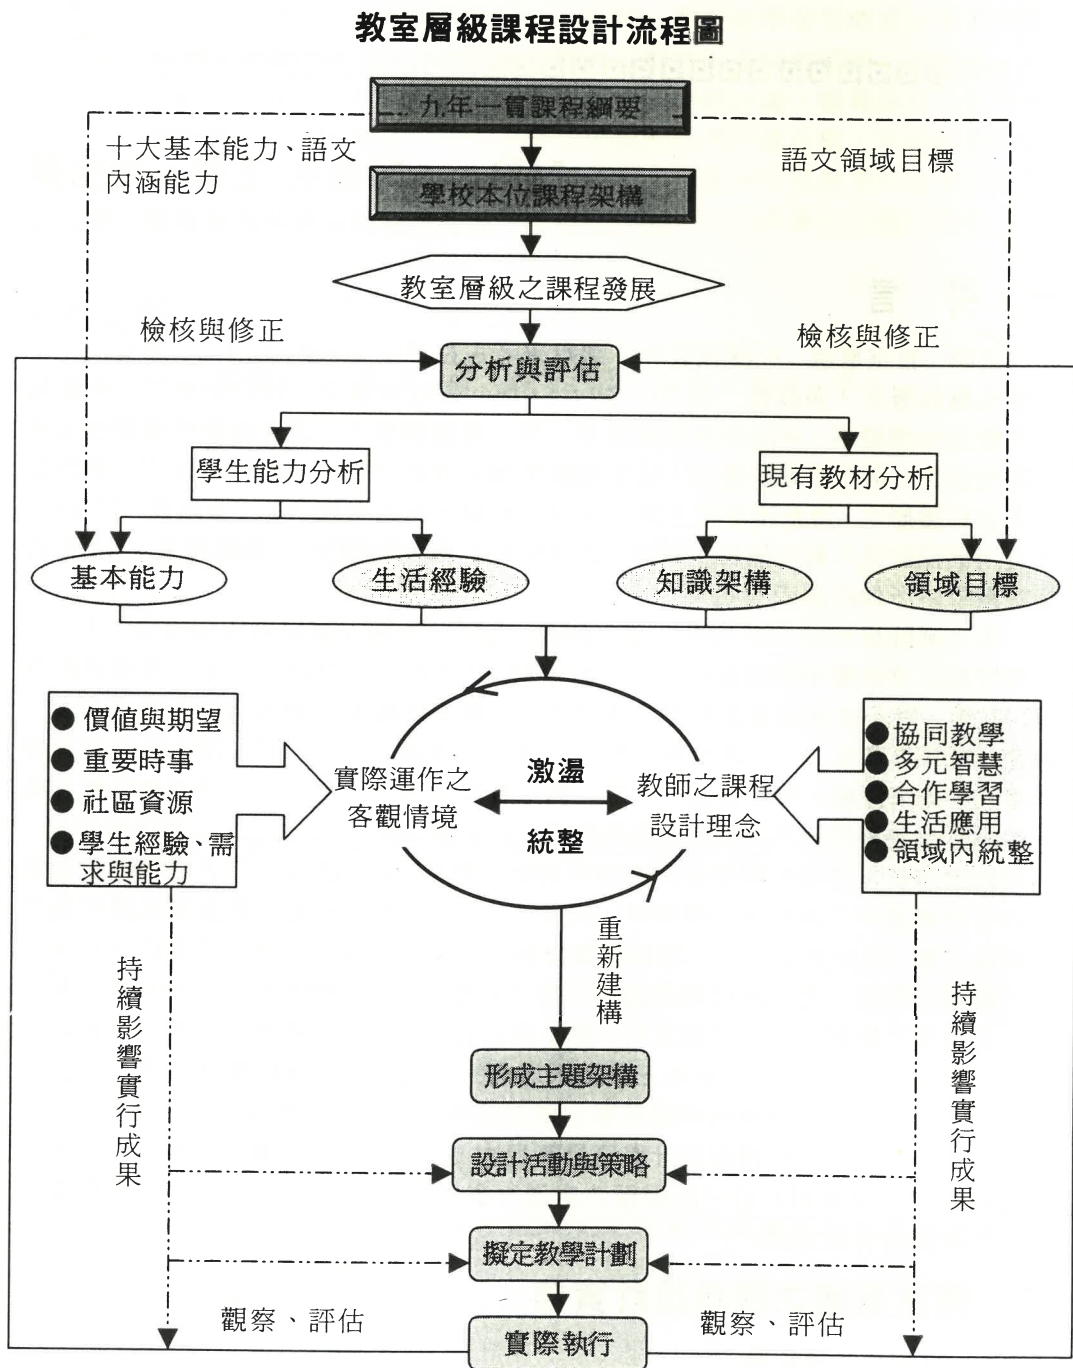 教室層級課程設計流程圖
九年一貫課程綱要
十大基本能力、語文
內涵能力
語文領域目標
學校本位課程架構
教室層級之課程發展
檢核與修正
檢核與修正
分析與評估
學生能力分析
現有教材分析
基本能力
生活經驗
知識架構
領域目標
● 價值與期望
● 重要時事
● 社區資源
● 學生經驗、需
求與能力
實際運作之
客觀情境
激盪
統整
教師之課程
設計理念
● 協同教學
● 多元智慧
● 合作學習
● 生活應用
● 領域內統整
重新建構
持續影響實行成果
持續影響實行成果
形成主題架構
設計活動與策略
擬定教學計劃
觀察、評估
觀察、評估
實際執行